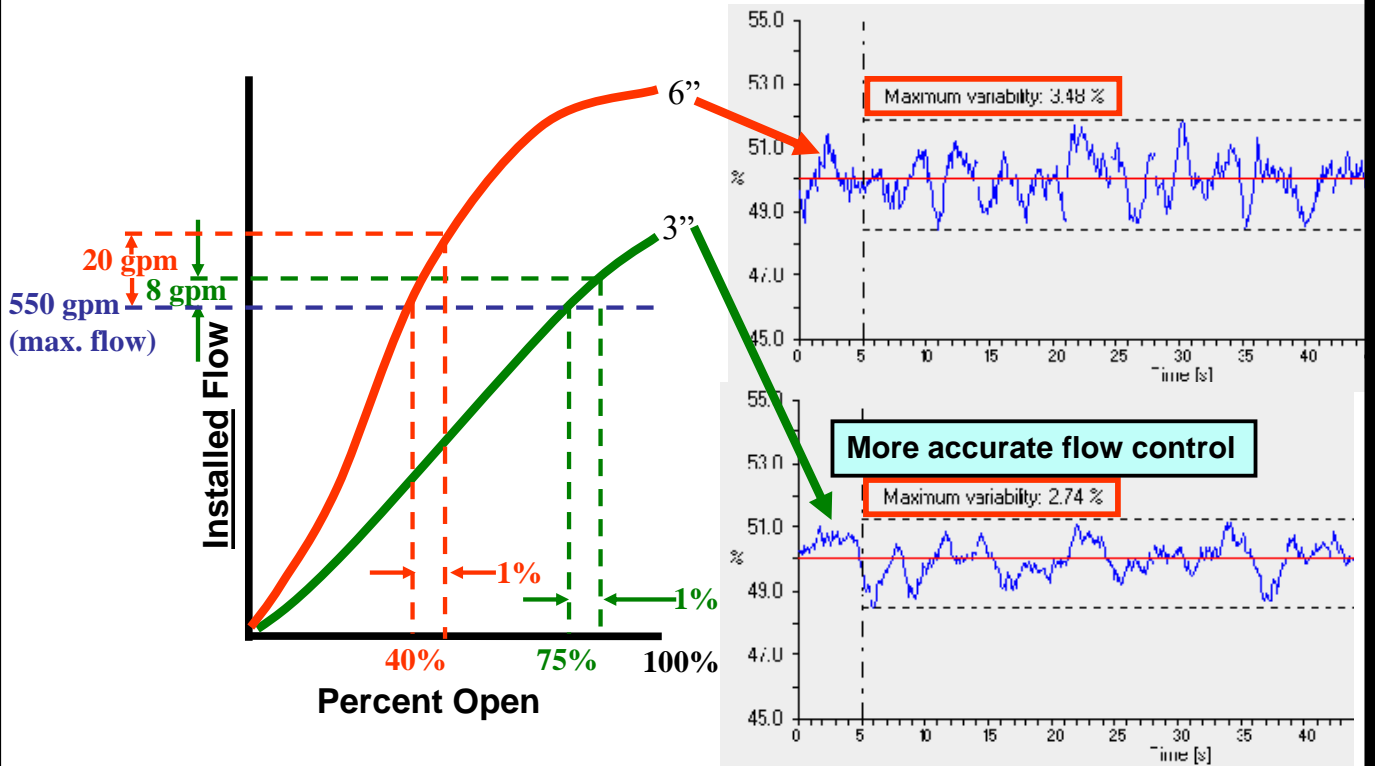 6”
3”
20 gpm
8 gpm
550 gpm
(max. flow)
Installed Flow
1%
1%
40%
75%
100%
Percent Open
55.0
53.0
51.0
%
49.0
47.0
45.0
Maximum variability: 3.48 %
0 5 10 15 20 25 30 35 40
Time [s]
55.0
53.0
51.0
%
49.0
47.0
45.0
More accurate flow control
Maximum variability: 2.74 %
0 5 10 15 20 25 30 35 40
Time [s]